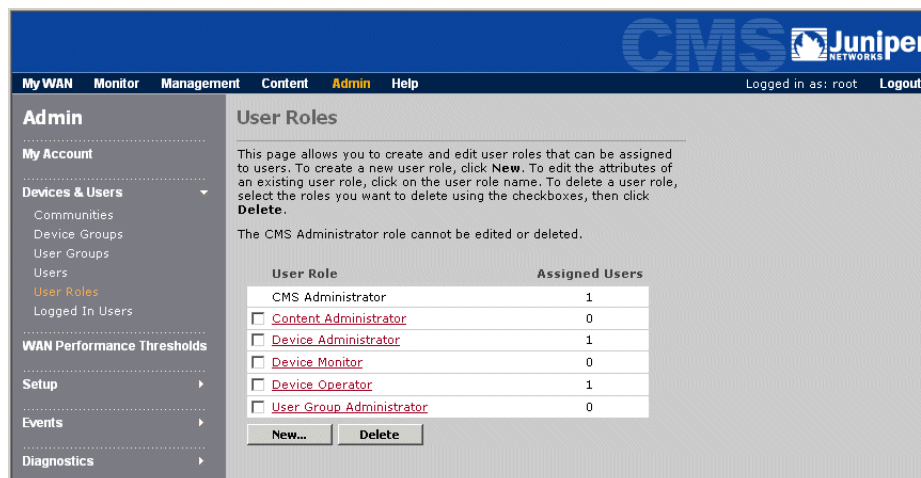 CMS Juniper NETWORKS
My WAN Monitor Management Content Admin Help Logged in as: root Logout
Admin
My Account
Devices & Users
Communities
Device Groups
User Groups
Users
User Roles
Logged In Users
WAN Performance Thresholds
Setup
Events
Diagnostics
User Roles
This page allows you to create and edit user roles that can be assigned
to users. To create a new user role, click New. To edit the attributes of
an existing user role, click on the user role name. To delete a user role,
select the roles you want to delete using the checkboxes, then click
Delete.
The CMS Administrator role cannot be edited or deleted.
User Role Assigned Users
CMS Administrator 1
Content Administrator 0
Device Administrator 1
Device Monitor 0
Device Operator 1
User Group Administrator 0
New... Delete